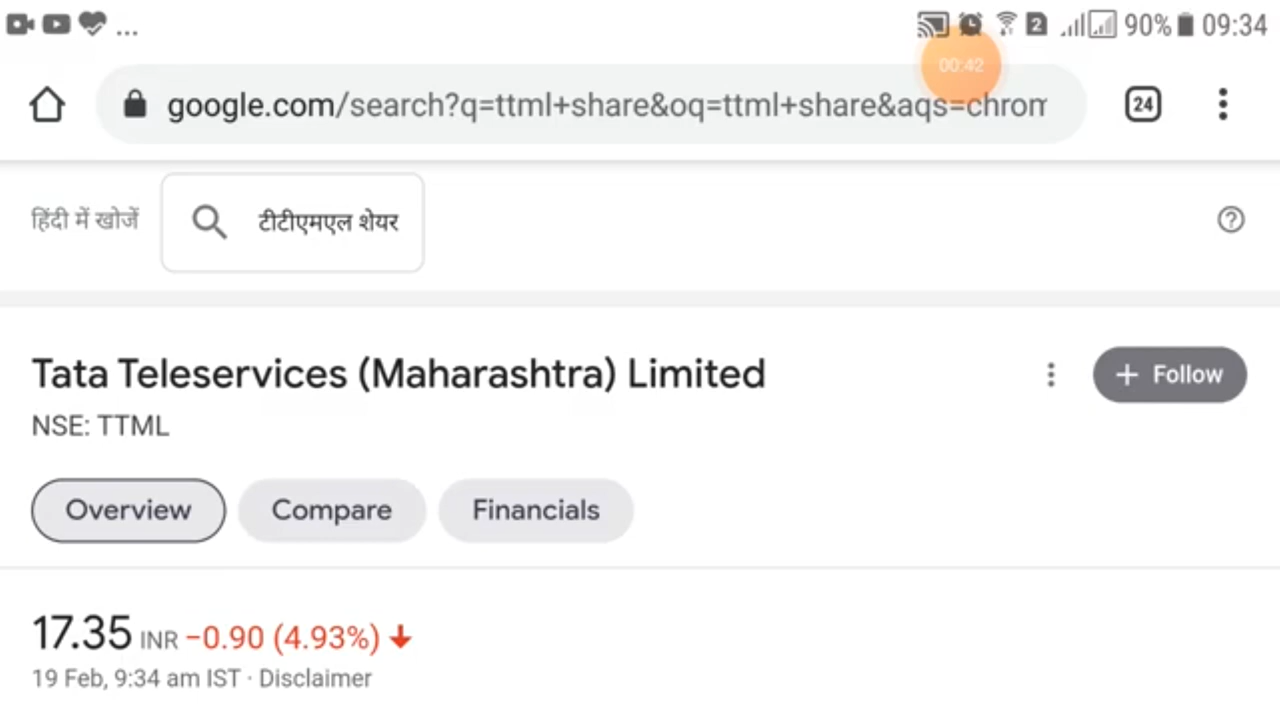 ... 2 90% 09:34
00:42
google.com/search?q=ttml+share&oq=ttml+share&aqs=chrom 24
हिंदी में खोजें टीटीएमएल शेयर
Tata Teleservices (Maharashtra) Limited + Follow
NSE: TTML
Overview Compare Financials
17.35 INR −0.90 (4.93%) ↓
19 Feb, 9:34 am IST · Disclaimer